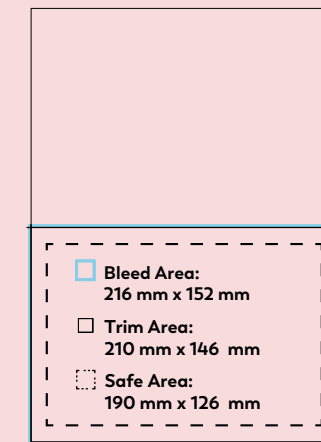 Bleed Area:
216 mm x 152 mm
Trim Area:
210 mm x 146 mm
Safe Area:
190 mm x 126 mm